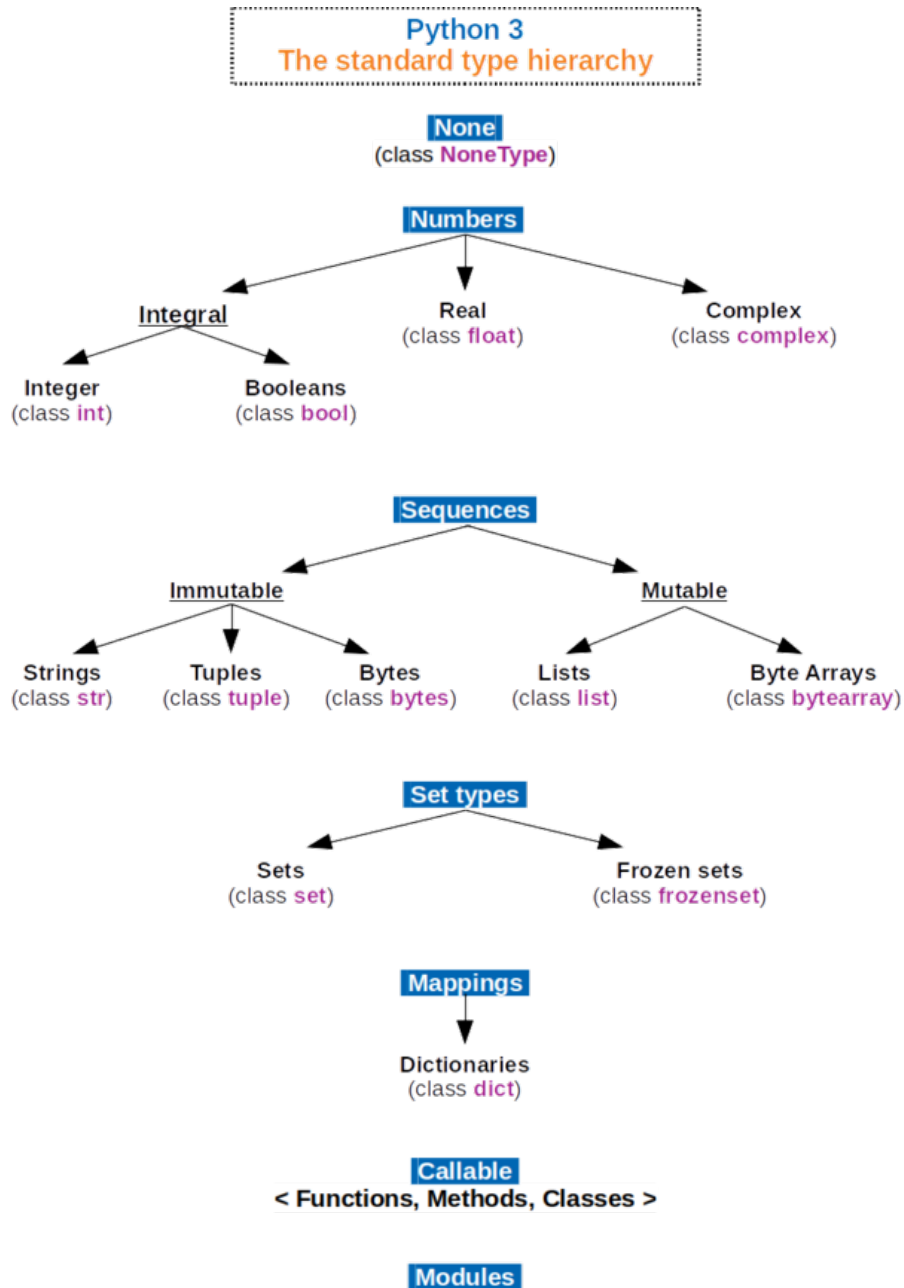 Python 3
The standard type hierarchy
None
(class NoneType)
Numbers
Integral
Real
(class float)
Complex
(class complex)
Integer
(class int)
Booleans
(class bool)
Sequences
Immutable
Mutable
Strings
(class str)
Tuples
(class tuple)
Bytes
(class bytes)
Lists
(class list)
Byte Arrays
(class bytearray)
Set types
Sets
(class set)
Frozen sets
(class frozenset)
Mappings
Dictionaries
(class dict)
Callable
< Functions, Methods, Classes >
Modules